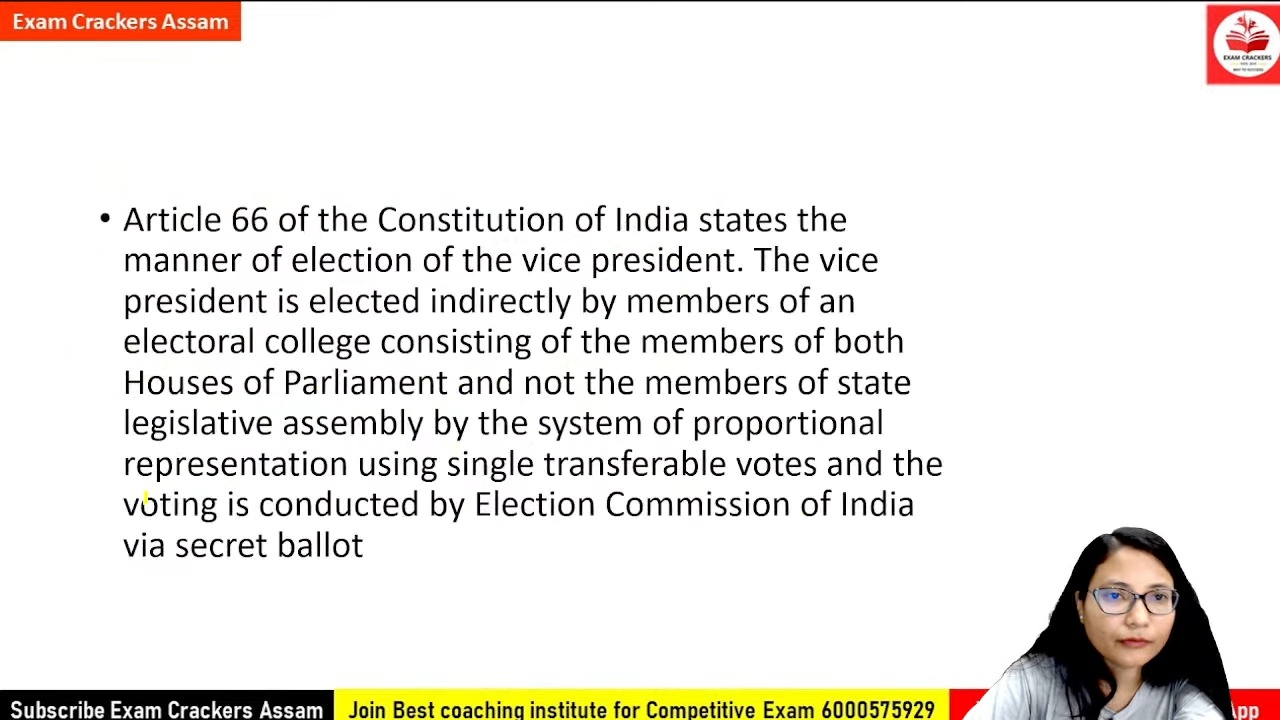 Exam Crackers Assam
EXAM CRACKERS
• Article 66 of the Constitution of India states the
manner of election of the vice president. The vice
president is elected indirectly by members of an
electoral college consisting of the members of both
Houses of Parliament and not the members of state
legislative assembly by the system of proportional
representation using single transferable votes and the
voting is conducted by Election Commission of India
via secret ballot
Subscribe Exam Crackers Assam
Join Best coaching institute for Competitive Exam 6000575929
pp